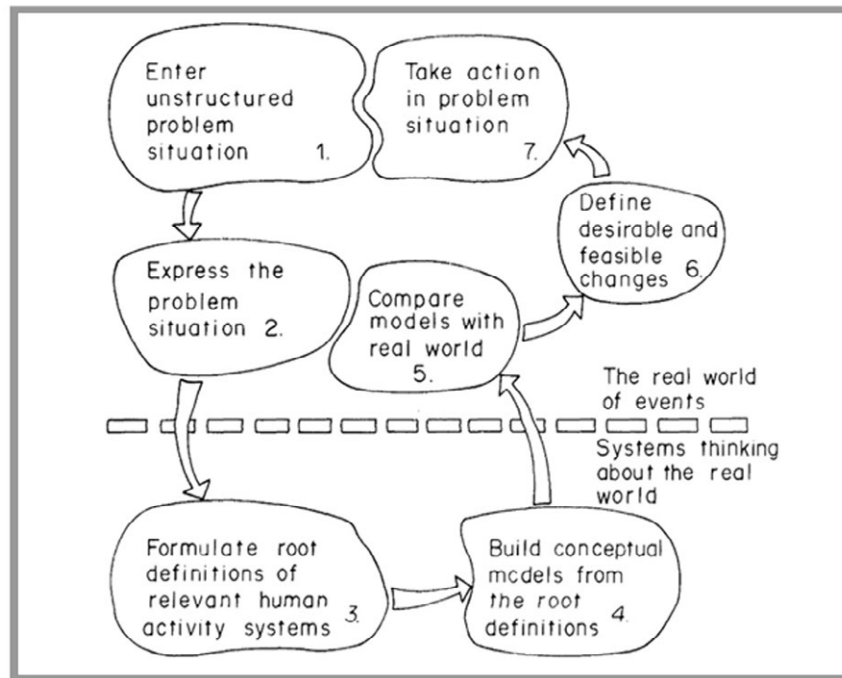 Enter
unstructured
problem
situation 1.
Take action
in problem
situation
7.
Define
desirable and
feasible
changes 6.
Express the
problem
situation 2.
Compare
models with
real world
5.
The real world
of events
Systems thinking
about the real
world
Formulate root
definitions of
relevant human
activity systems 3.
Build conceptual
models from
the root
definitions 4.